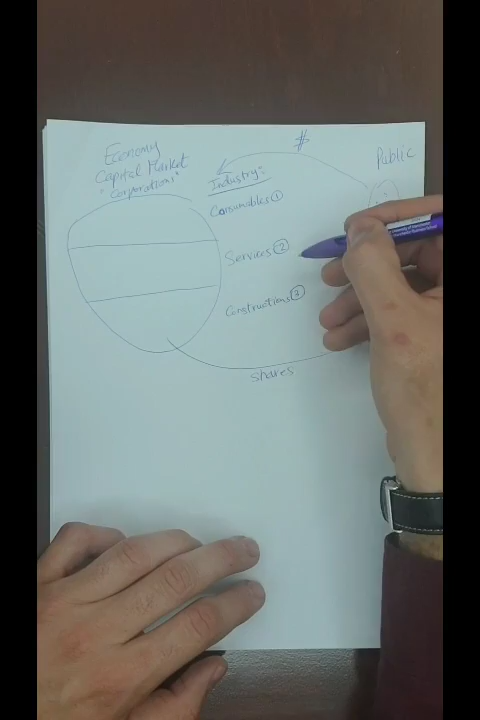 Economy
Capital Market
"Corporations"
$
Public
Industry:
Consumables ①
Services ②
Constructions ③
Shares